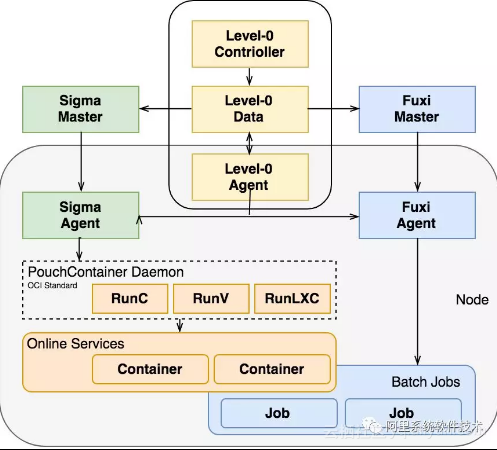 Level-0
Contriller
Sigma
Master
Level-0
Data
Fuxi
Master
Level-0
Agent
Sigma
Agent
Fuxi
Agent
PouchContainer Daemon
OCI Standard
RunC
RunV
RunLXC
Node
Online Services
Container
Container
Batch Jobs
Job
Job
阿里系统软件技术